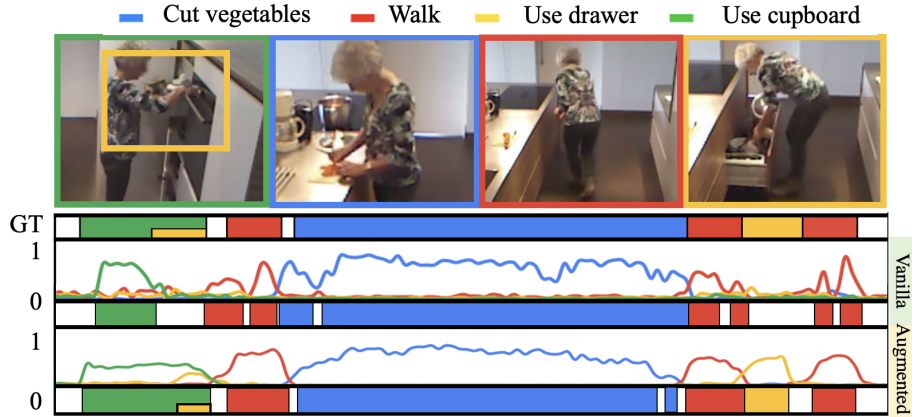 Cut vegetables Walk Use drawer Use cupboard
GT
1
0
Vanilla
1
0
Augmented